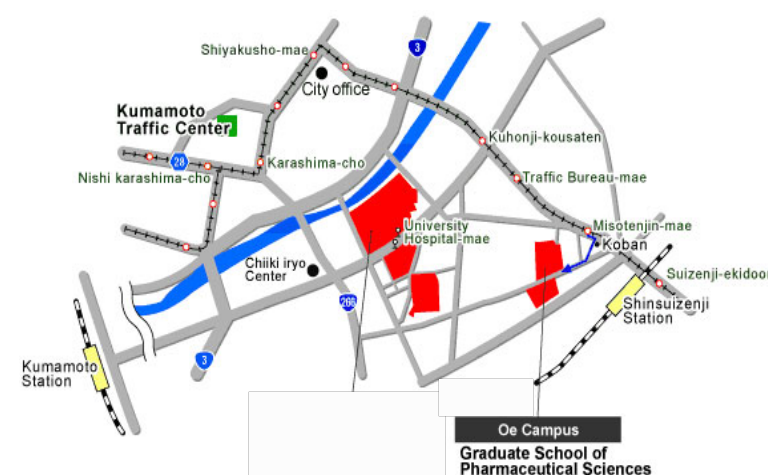 3
Shiyakusho-mae
City office
Kumamoto
Traffic Center
Kuhonji-kousaten
28
Karashima-cho
Nishi karashima-cho
Traffic Bureau-mae
University
Hospital-mae
Misotenjin-mae
Koban
Chiiki iryo
Center
Suizenji-ekidoor
266
Shinsuizenji
Station
3
Kumamoto
Station
Oe Campus
Graduate School of
Pharmaceutical Sciences